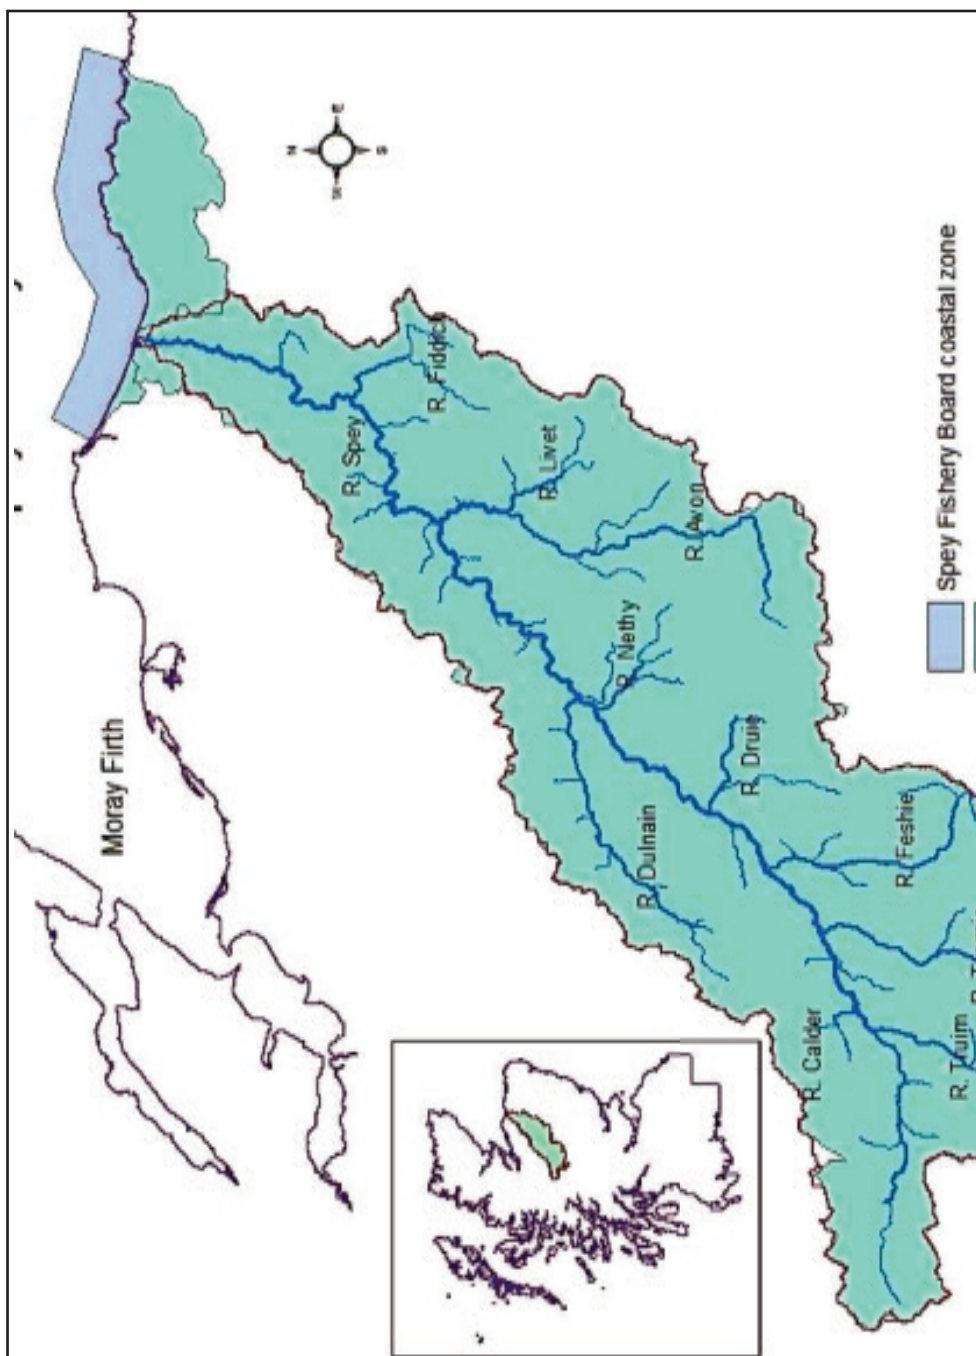 Moray Firth
N
E
S
W
R. Spey
R. Fiddich
R. Livet
R. Avon
R. Nethy
R. Druie
R. Dulnain
R. Feshie
R. Calder
R. Truim
Spey Fishery Board coastal zone